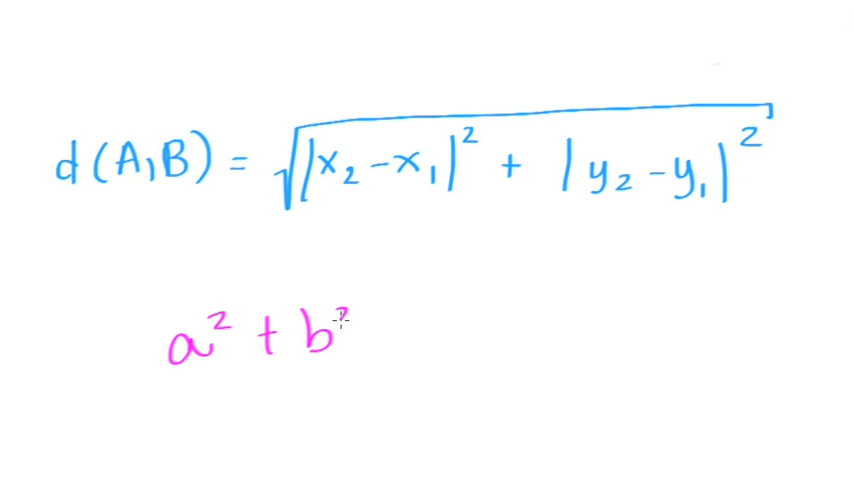 d(A,B) = √|x₂-x₁|² + |y₂-y₁|²
a² + b²